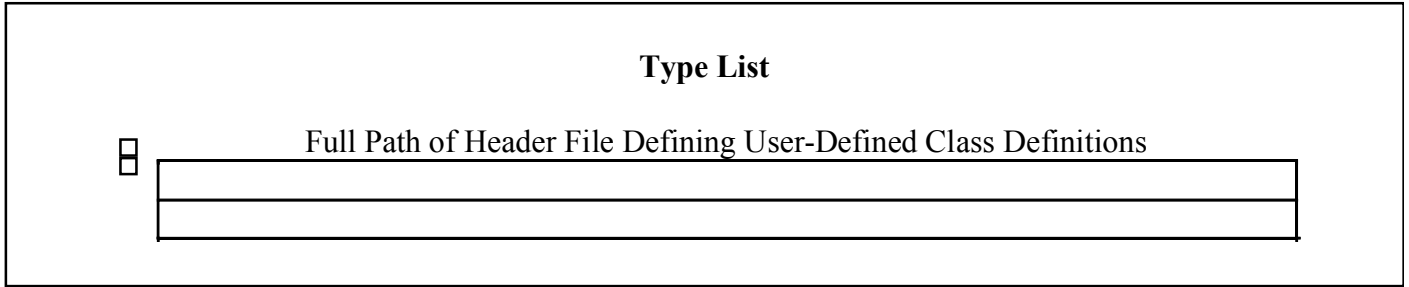 Type List
Full Path of Header File Defining User-Defined Class Definitions